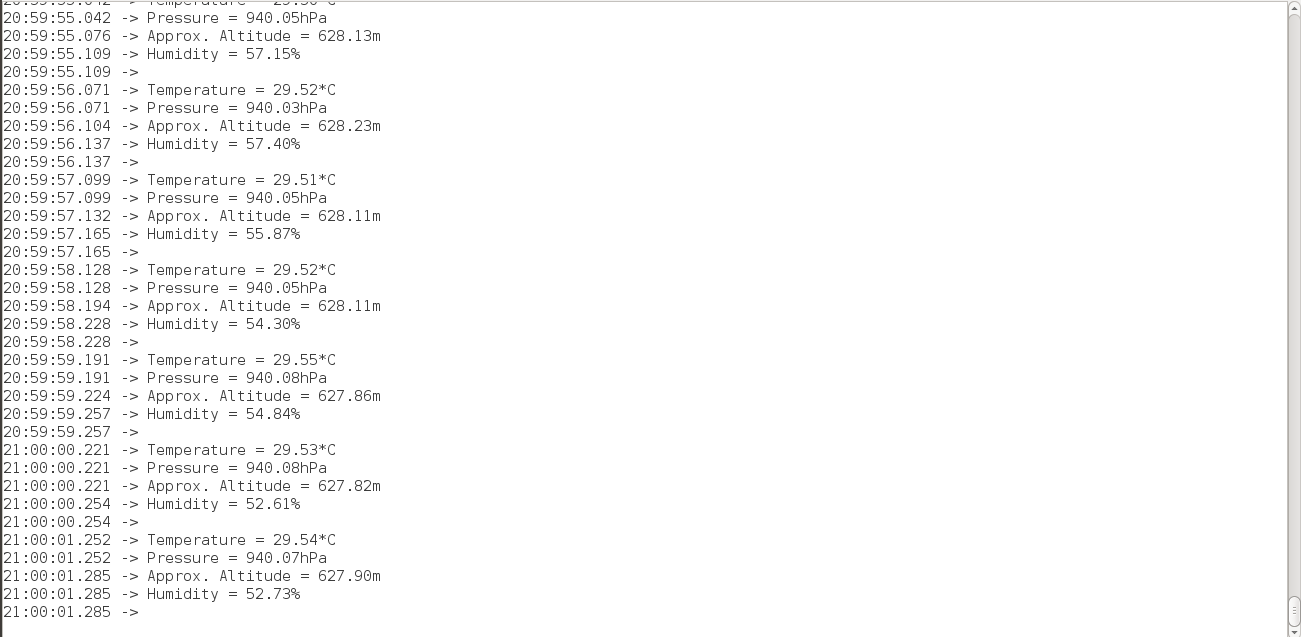 20:59:55.042 -> Pressure = 940.05hPa
20:59:55.076 -> Approx. Altitude = 628.13m
20:59:55.109 -> Humidity = 57.15%
20:59:55.109 ->
20:59:56.071 -> Temperature = 29.52*C
20:59:56.071 -> Pressure = 940.03hPa
20:59:56.104 -> Approx. Altitude = 628.23m
20:59:56.137 -> Humidity = 57.40%
20:59:56.137 ->
20:59:57.099 -> Temperature = 29.51*C
20:59:57.099 -> Pressure = 940.05hPa
20:59:57.132 -> Approx. Altitude = 628.11m
20:59:57.165 -> Humidity = 55.87%
20:59:57.165 ->
20:59:58.128 -> Temperature = 29.52*C
20:59:58.128 -> Pressure = 940.05hPa
20:59:58.194 -> Approx. Altitude = 628.11m
20:59:58.228 -> Humidity = 54.30%
20:59:58.228 ->
20:59:59.191 -> Temperature = 29.55*C
20:59:59.191 -> Pressure = 940.08hPa
20:59:59.224 -> Approx. Altitude = 627.86m
20:59:59.257 -> Humidity = 54.84%
20:59:59.257 ->
21:00:00.221 -> Temperature = 29.53*C
21:00:00.221 -> Pressure = 940.08hPa
21:00:00.221 -> Approx. Altitude = 627.82m
21:00:00.254 -> Humidity = 52.61%
21:00:00.254 ->
21:00:01.252 -> Temperature = 29.54*C
21:00:01.252 -> Pressure = 940.07hPa
21:00:01.285 -> Approx. Altitude = 627.90m
21:00:01.285 -> Humidity = 52.73%
21:00:01.285 ->